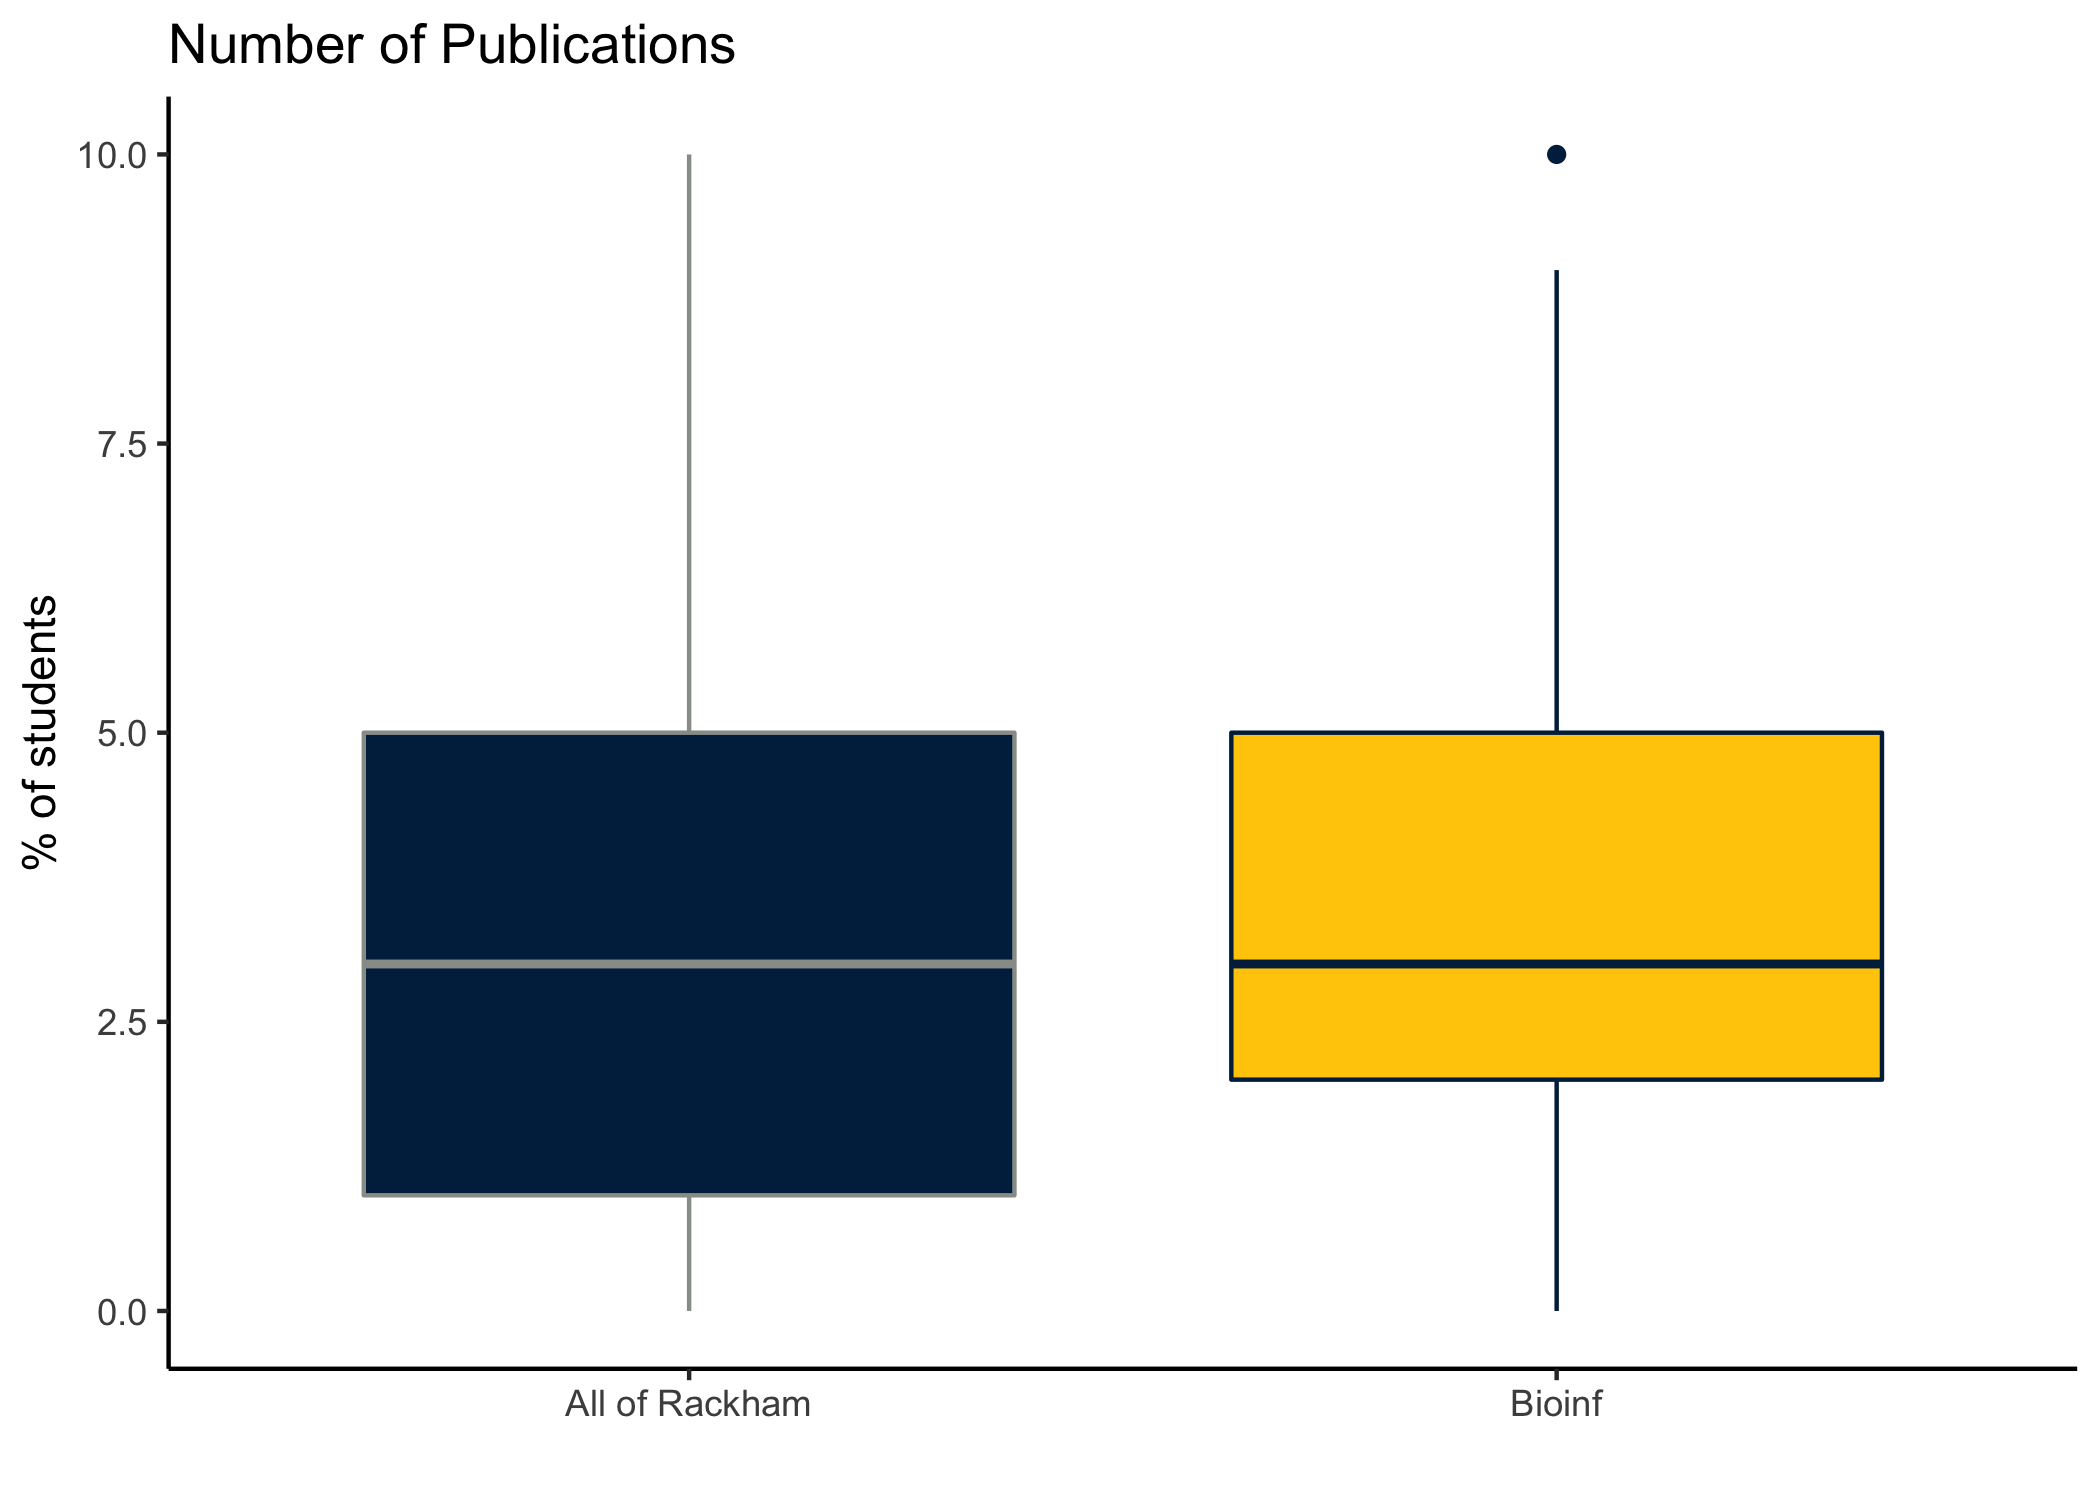 Number of Publications
% of students
10.0
7.5
5.0
2.5
0.0
All of Rackham
Bioinf